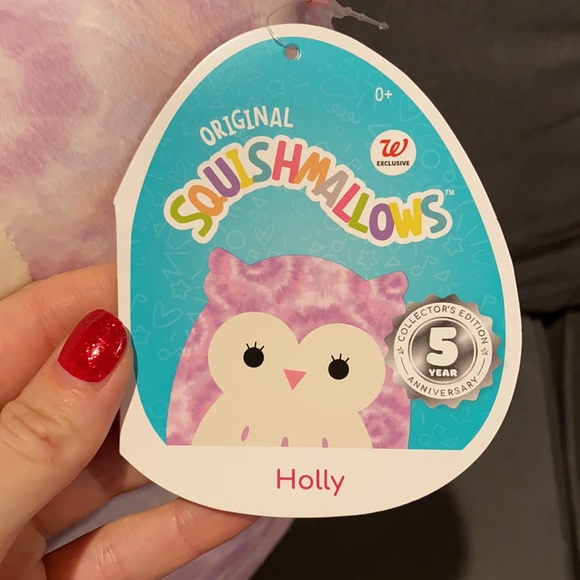 0+
ORIGINAL
SQUISHMALLOWS™
W
EXCLUSIVE
COLLECTOR'S EDITION
5
YEAR
ANNIVERSARY
Holly